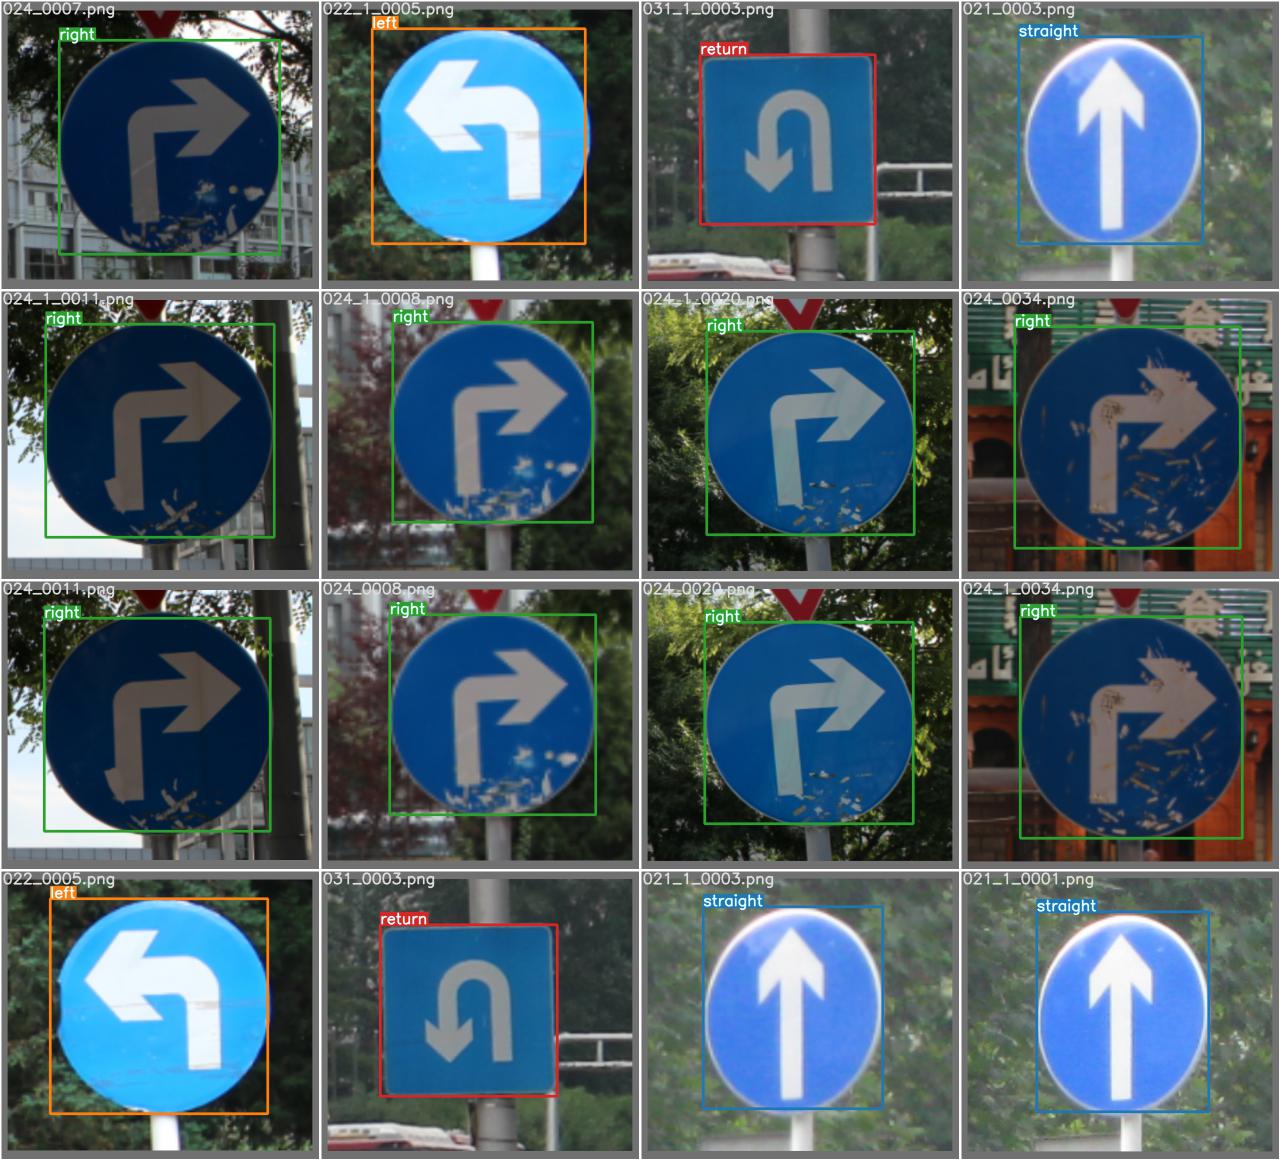 024_0007.png
right
022_1_0005.png
left
031_1_0003.png
return
021_0003.png
straight
024_1_0011.png
right
024_1_0008.png
right
024_1_0020.png
right
024_0034.png
right
024_0011.png
right
024_0008.png
right
024_0020.png
right
024_1_0034.png
right
022_0005.png
left
031_0003.png
return
021_1_0003.png
straight
021_1_0001.png
straight